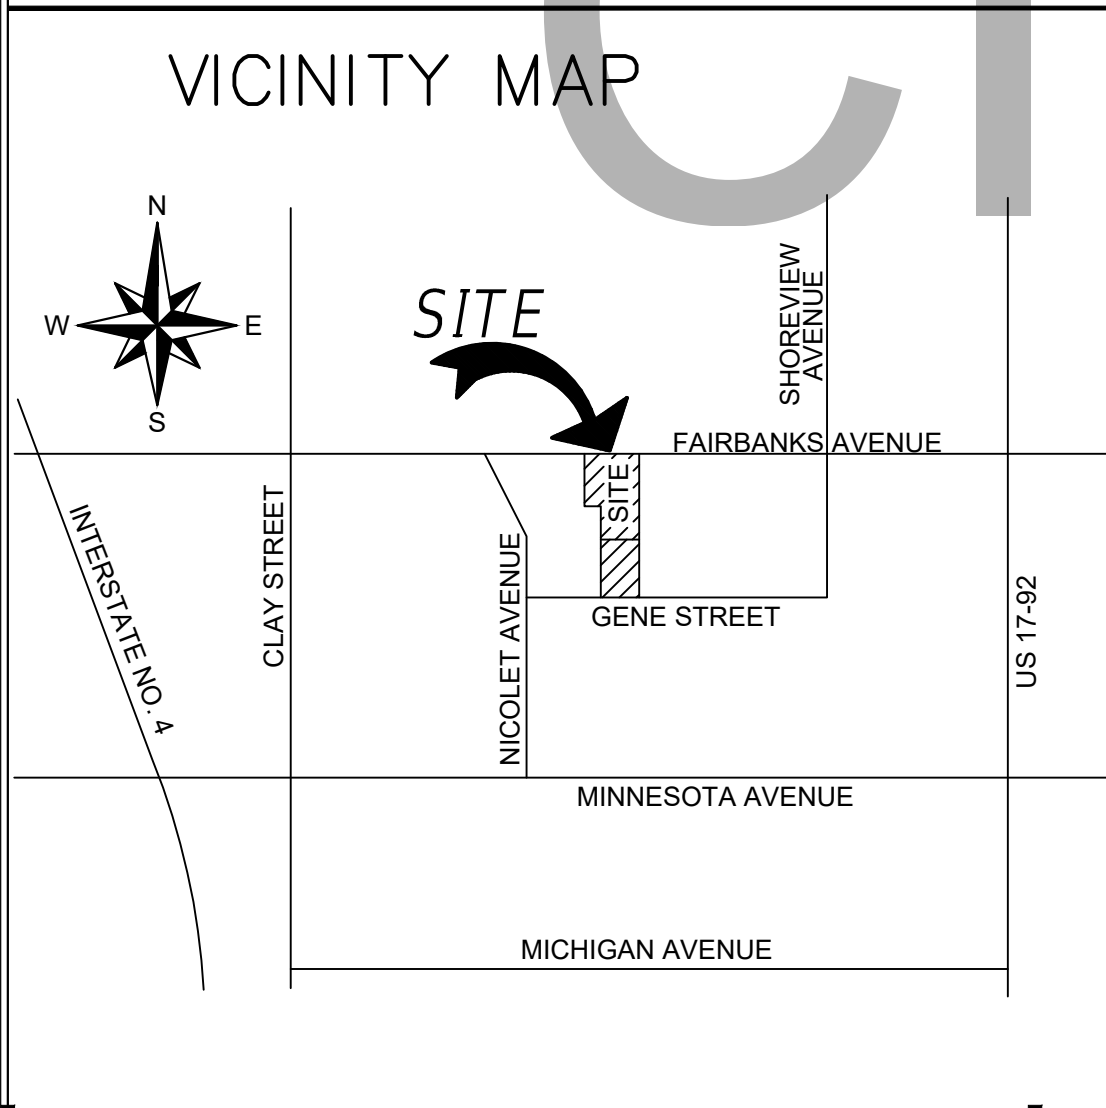 VICINITY MAP
N
W
E
S
SITE
SHOREVIEW
AVENUE
FAIRBANKS AVENUE
SITE
INTERSTATE NO. 4
CLAY STREET
NICOLET AVENUE
GENE STREET
US 17-92
MINNESOTA AVENUE
MICHIGAN AVENUE